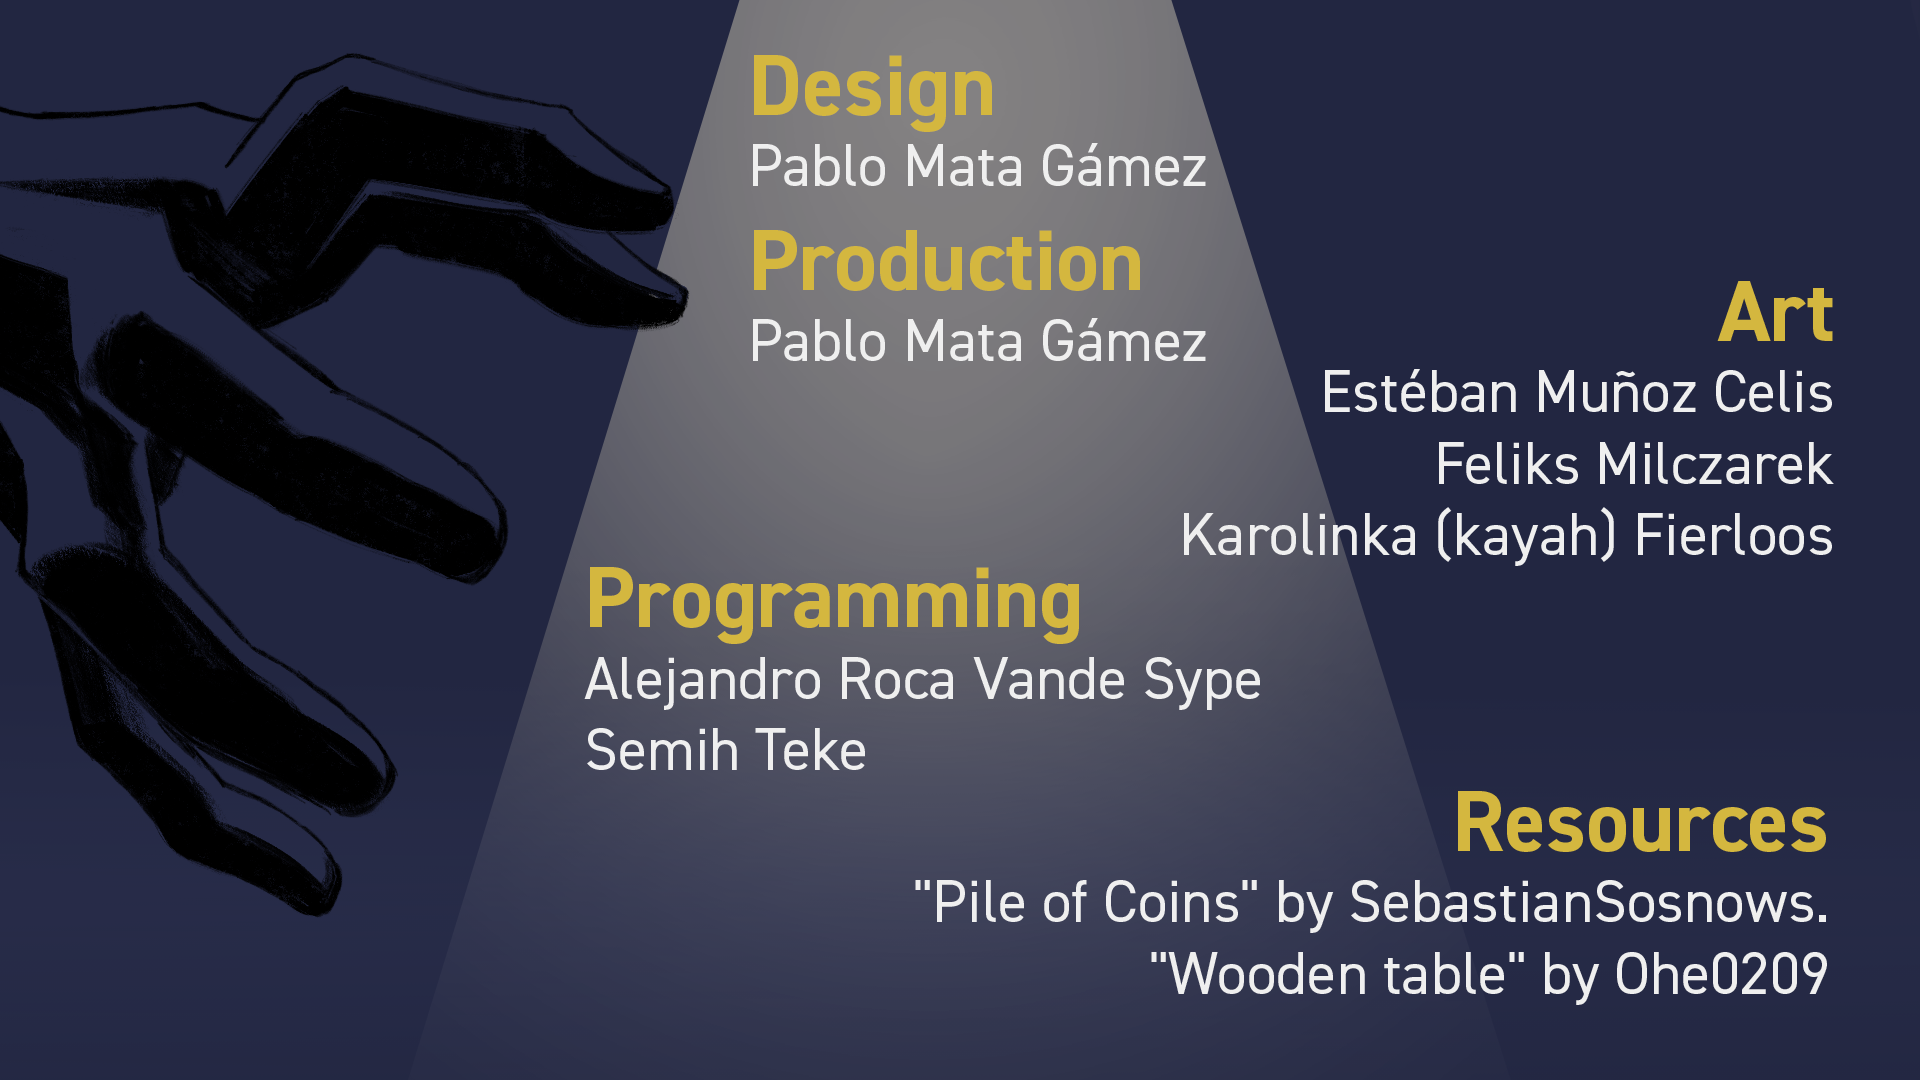 Design
Pablo Mata Gámez
Production
Pablo Mata Gámez
Art
Estéban Muñoz Celis
Feliks Milczarek
Karolinka (kayah) Fierloos
Programming
Alejandro Roca Vande Sype
Semih Teke
Resources
"Pile of Coins" by SebastianSosnows.
"Wooden table" by Ohe0209